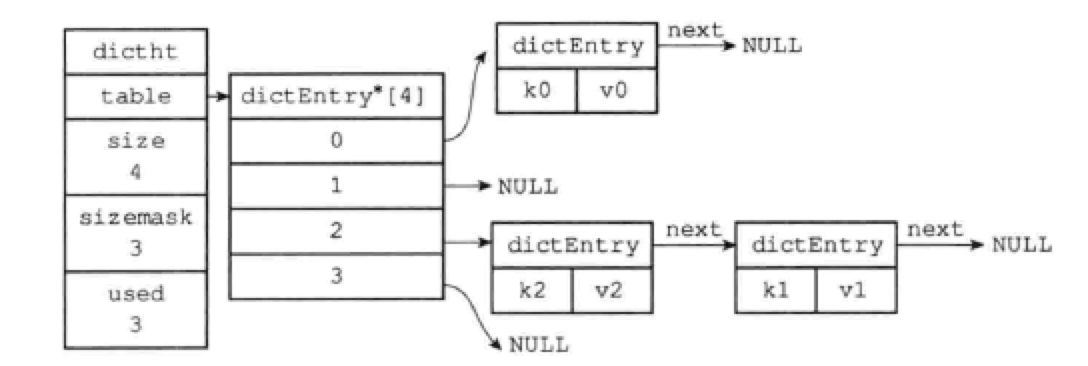 dictht
table
size
4
sizemask
3
used
3
dictEntry*[4]
0
1
2
3
dictEntry
k0 v0
next
NULL
NULL
dictEntry
k2 v2
next
dictEntry
k1 v1
next
NULL
NULL